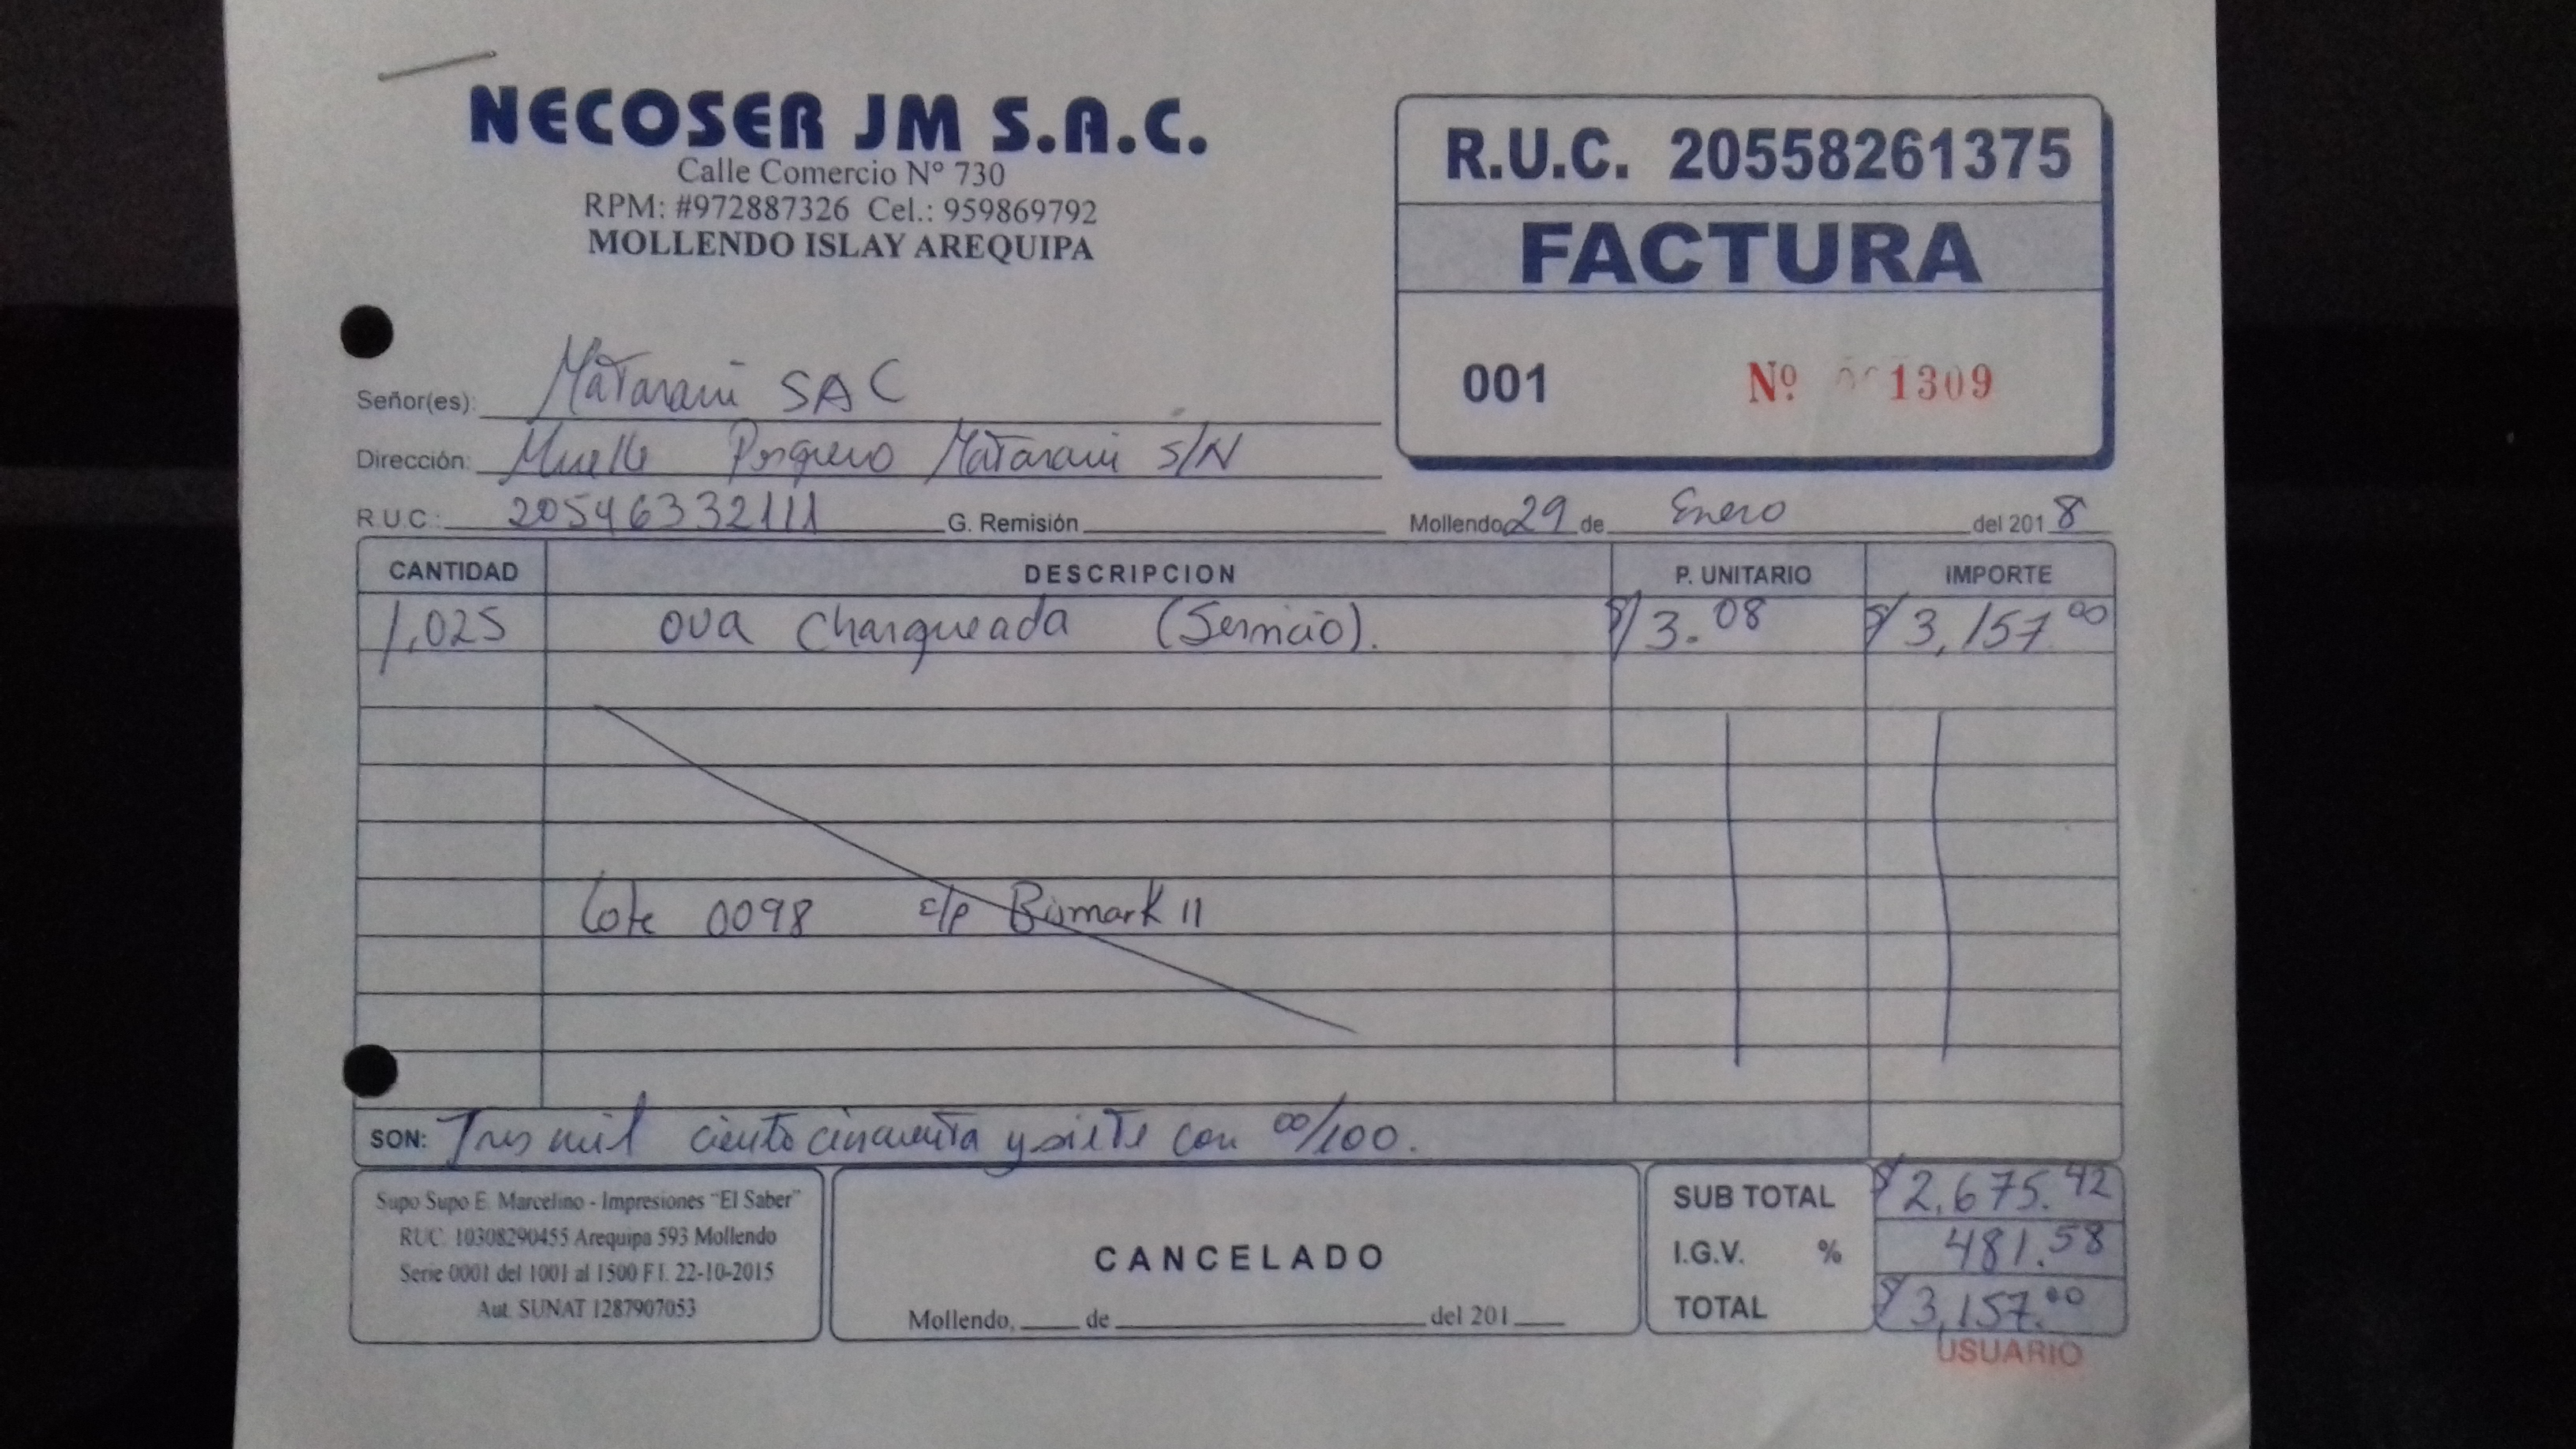 NECOSER JM S.A.C.
Calle Comercio Nº 730
RPM: #972887326 Cel.: 959869792
MOLLENDO ISLAY AREQUIPA
R.U.C. 20558261375
FACTURA
001 Nº 1309
Señor(es): Matarani SAC
Dirección: Muelle Pesquero Matarani S/N
R.U.C.: 20546332111 G. Remisión
Mollendo 29 de Enero del 2018
CANTIDAD DESCRIPCION P. UNITARIO IMPORTE
1,025 ova charqueada (Servicio). S/ 3.08 S/ 3,157.00
Lote 0098 E/P Bismark II
SON: Tres mil ciento cincuenta y siete con 00/100.
Supo Supo E. Marcelino - Impresiones "El Saber"
RUC. 10308290455 Arequipa 593 Mollendo
Serie 0001 del 1001 al 1500 F.I. 22-10-2015
Aut. SUNAT 1287907053
CANCELADO
Mollendo, de del 201
SUB TOTAL S/ 2,675.42
I.G.V. % 481.58
TOTAL S/ 3,157.00
USUARIO